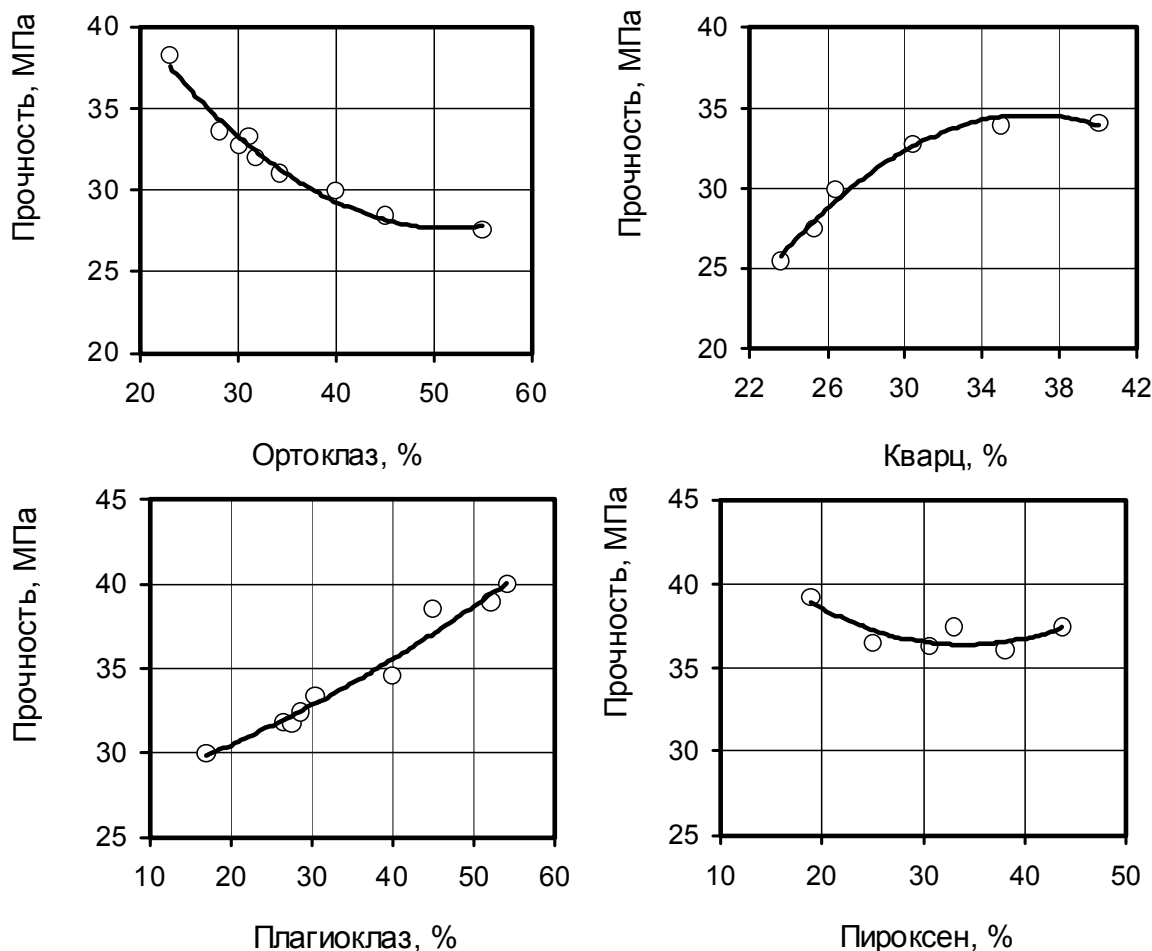 Прочность, МПа
40
35
30
25
20
20 30 40 50 60
Ортоклаз, %
Прочность, МПа
40
35
30
25
20
22 26 30 34 38 42
Кварц, %
Прочность, МПа
45
40
35
30
25
10 20 30 40 50 60
Плагиоклаз, %
Прочность, МПа
45
40
35
30
25
10 20 30 40 50
Пироксен, %